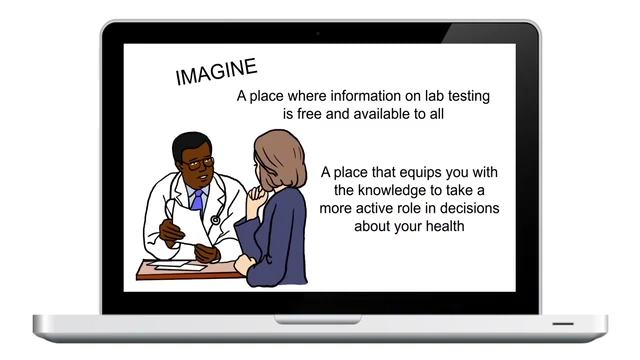 IMAGINE
A place where information on lab testing
is free and available to all
A place that equips you with
the knowledge to take a
more active role in decisions
about your health